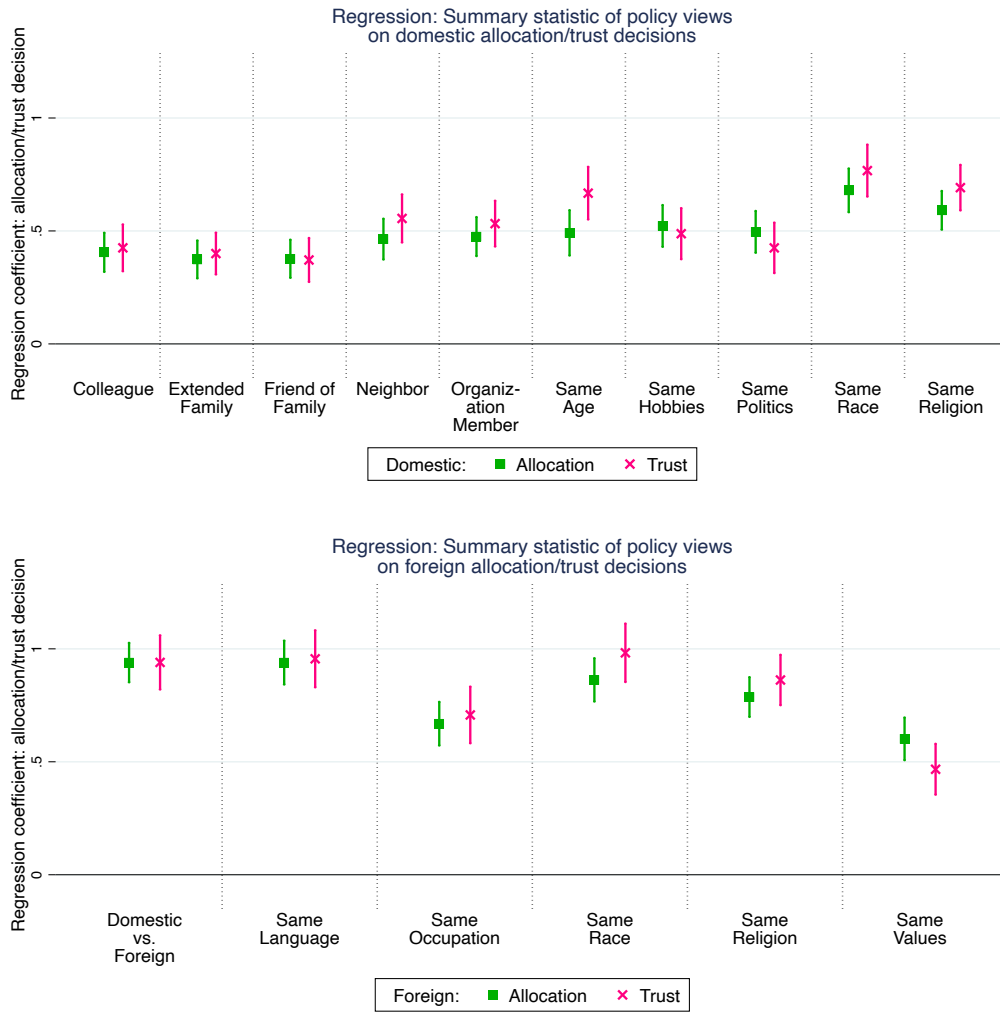 Regression: Summary statistic of policy views
on domestic allocation/trust decisions
Regression coefficient: allocation/trust decision
1
.5
0
Colleague
Extended
Family
Friend of
Family
Neighbor
Organiz-
ation
Member
Same
Age
Same
Hobbies
Same
Politics
Same
Race
Same
Religion
Domestic: Allocation Trust
Regression: Summary statistic of policy views
on foreign allocation/trust decisions
Regression coefficient: allocation/trust decision
1
.5
0
Domestic
vs.
Foreign
Same
Language
Same
Occupation
Same
Race
Same
Religion
Same
Values
Foreign: Allocation Trust